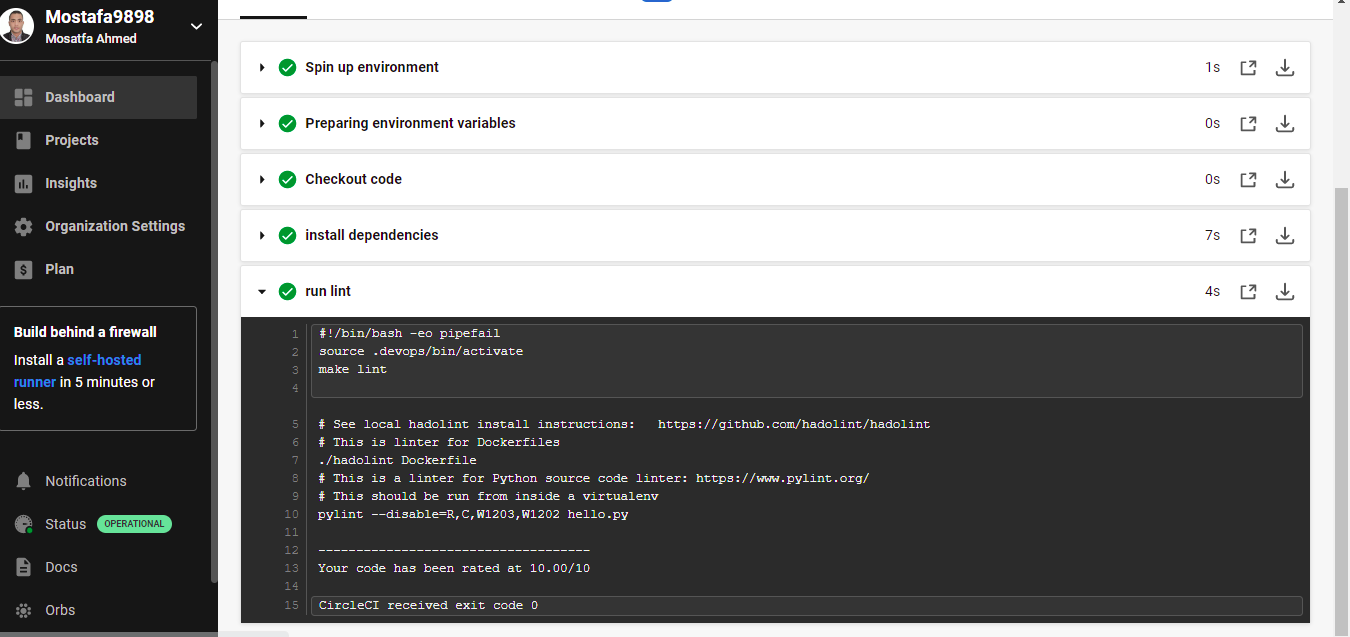 Mostafa9898
Mosatfa Ahmed
Dashboard
Projects
Insights
Organization Settings
Plan
Build behind a firewall
Install a self-hosted
runner in 5 minutes or
less.
Notifications
Status OPERATIONAL
Docs
Orbs
Spin up environment 1s
Preparing environment variables 0s
Checkout code 0s
install dependencies 7s
run lint 4s
1 #!/bin/bash -eo pipefail
2 source .devops/bin/activate
3 make lint
4
5 # See local hadolint install instructions:   https://github.com/hadolint/hadolint
6 # This is linter for Dockerfiles
7 ./hadolint Dockerfile
8 # This is a linter for Python source code linter: https://www.pylint.org/
9 # This should be run from inside a virtualenv
10 pylint --disable=R,C,W1203,W1202 hello.py
11
12 ------------------------------------
13 Your code has been rated at 10.00/10
14
15 CircleCI received exit code 0